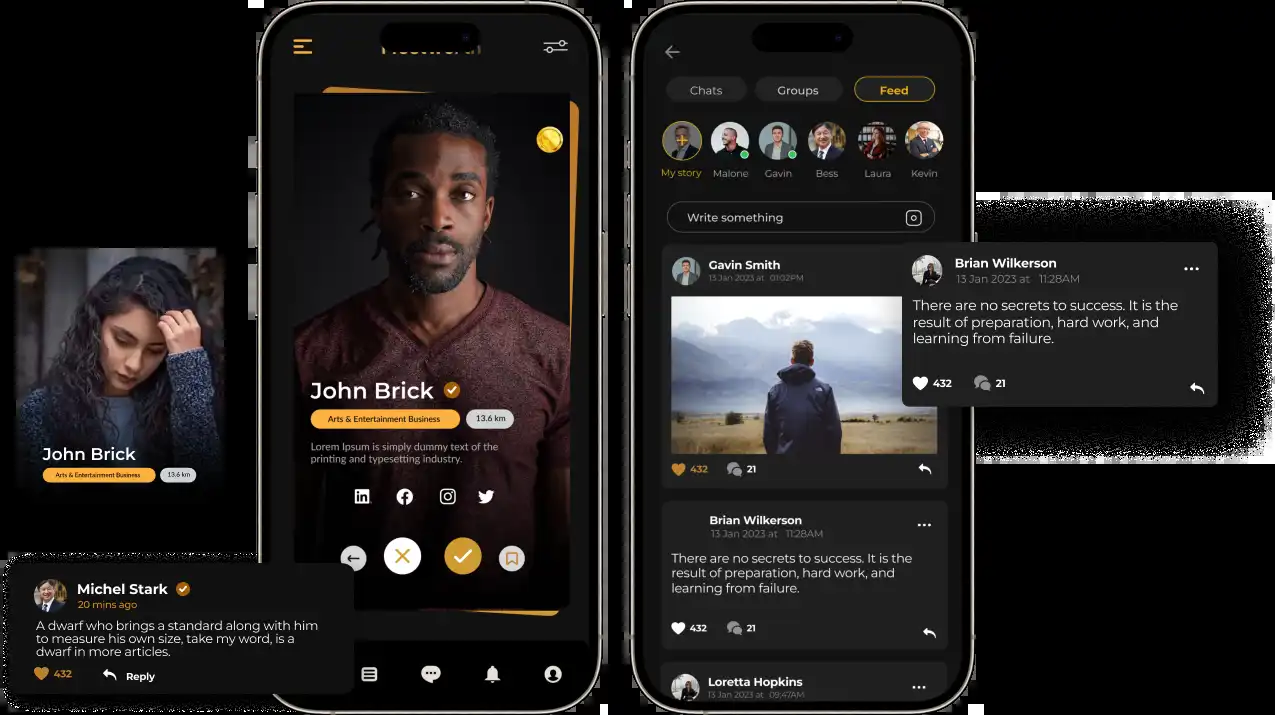 John Brick
Arts & Entertainment Business
13.6 km
Michel Stark
20 mins ago
A dwarf who brings a standard along with him
to measure his own size, take my word, is a
dwarf in more articles.
432
Reply
John Brick
Arts & Entertainment Business
13.6 km
Lorem Ipsum is simply dummy text of the
printing and typesetting industry.
Chats
Groups
Feed
My story
Malone
Gavin
Bess
Laura
Kevin
Write something
Gavin Smith
13 Jan 2023 at 01:02PM
432
21
Brian Wilkerson
13 Jan 2023 at 11:28AM
There are no secrets to success. It is the
result of preparation, hard work, and
learning from failure.
432
21
Brian Wilkerson
13 Jan 2023 at 11:28AM
There are no secrets to success. It is the
result of preparation, hard work, and
learning from failure.
432
21
Loretta Hopkins
13 Jan 2023 at 09:47AM